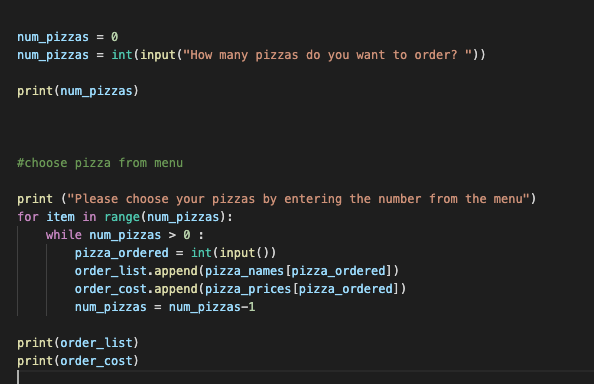 num_pizzas = 0
num_pizzas = int(input("How many pizzas do you want to order? "))
print(num_pizzas)
#choose pizza from menu
print ("Please choose your pizzas by entering the number from the menu")
for item in range(num_pizzas):
    while num_pizzas > 0 :
        pizza_ordered = int(input())
        order_list.append(pizza_names[pizza_ordered])
        order_cost.append(pizza_prices[pizza_ordered])
        num_pizzas = num_pizzas-1
print(order_list)
print(order_cost)